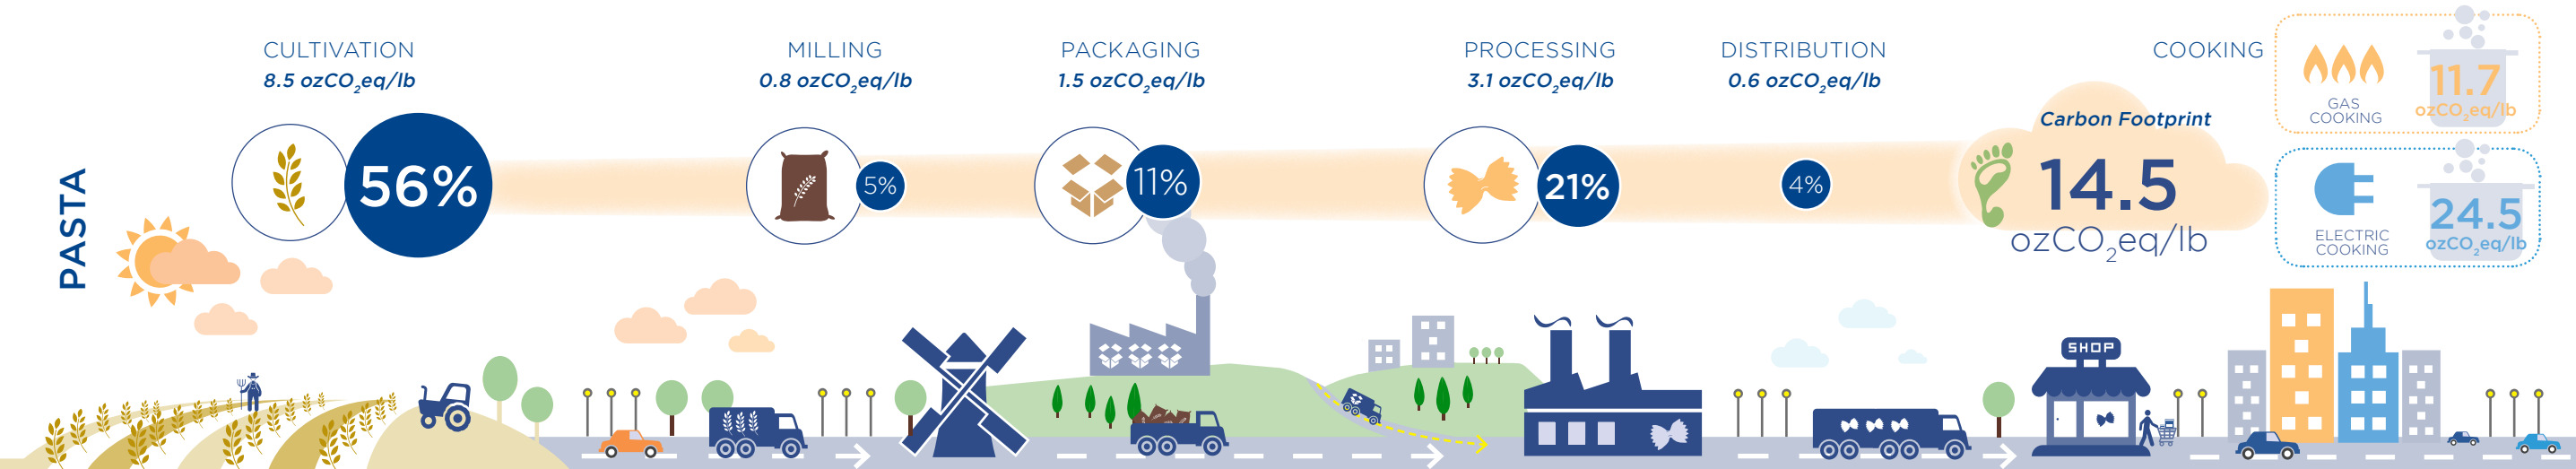 PASTA
CULTIVATION
8.5 ozCO₂eq/lb
56%
MILLING
0.8 ozCO₂eq/lb
5%
PACKAGING
1.5 ozCO₂eq/lb
11%
PROCESSING
3.1 ozCO₂eq/lb
21%
DISTRIBUTION
0.6 ozCO₂eq/lb
4%
Carbon Footprint
14.5
ozCO₂eq/lb
COOKING
GAS
COOKING
11.7
ozCO₂eq/lb
ELECTRIC
COOKING
24.5
ozCO₂eq/lb
SHOP